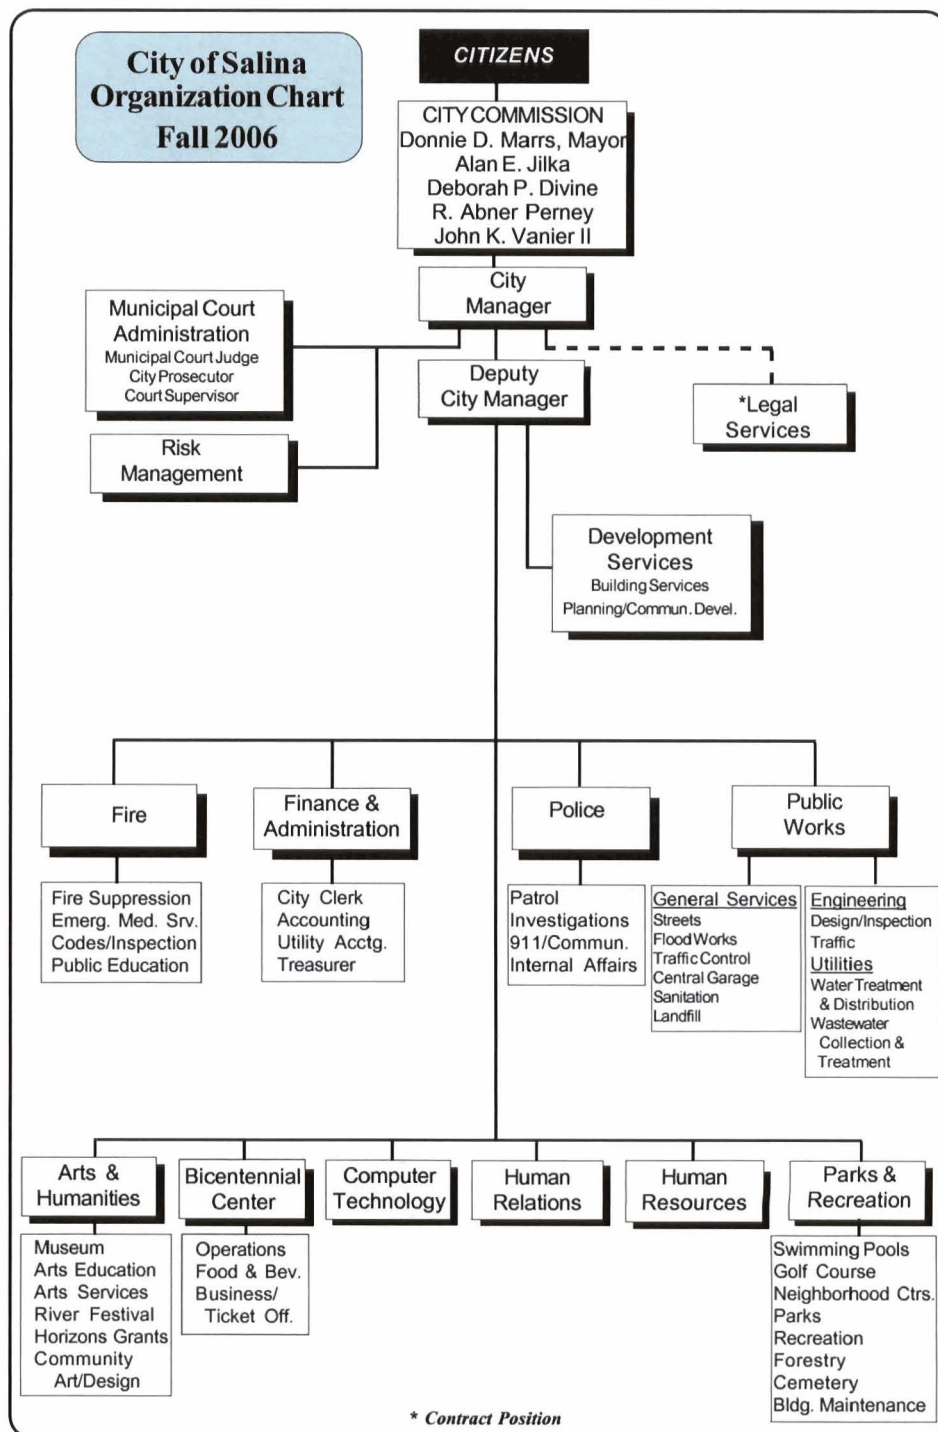 City of Salina
Organization Chart
Fall 2006
CITIZENS
CITY COMMISSION
Donnie D. Marrs, Mayor
Alan E. Jilka
Deborah P. Divine
R. Abner Perney
John K. Vanier II
City
Manager
Municipal Court
Administration
Municipal Court Judge
City Prosecutor
Court Supervisor
Deputy
City Manager
*Legal
Services
Risk
Management
Development
Services
Building Services
Planning/Commun. Devel.
Fire
Fire Suppression
Emerg. Med. Srv.
Codes/Inspection
Public Education
Finance &
Administration
City Clerk
Accounting
Utility Acctg.
Treasurer
Police
Patrol
Investigations
911/Commun.
Internal Affairs
Public
Works
General Services
Streets
Flood Works
Traffic Control
Central Garage
Sanitation
Landfill
Engineering
Design/Inspection
Traffic
Utilities
Water Treatment
& Distribution
Wastewater
Collection &
Treatment
Arts &
Humanities
Museum
Arts Education
Arts Services
River Festival
Horizons Grants
Community
Art/Design
Bicentennial
Center
Operations
Food & Bev.
Business/
Ticket Off.
Computer
Technology
Human
Relations
Human
Resources
Parks &
Recreation
Swimming Pools
Golf Course
Neighborhood Ctrs.
Parks
Recreation
Forestry
Cemetery
Bldg. Maintenance
* Contract Position